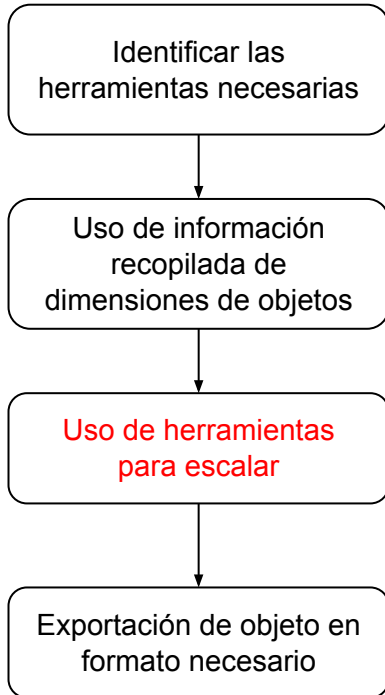 Identificar las
herramientas necesarias
Uso de información
recopilada de
dimensiones de objetos
Uso de herramientas
para escalar
Exportación de objeto en
formato necesario